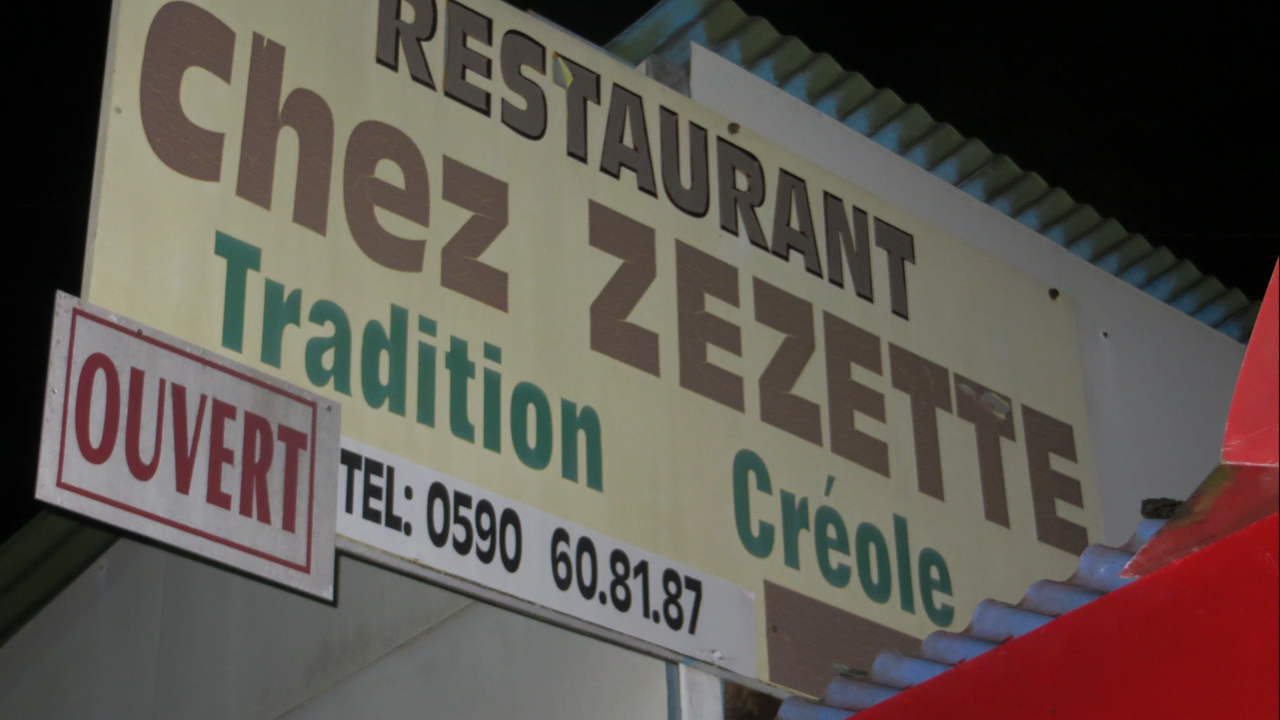 RESTAURANT
Chez ZEZETTE
Tradition Créole
OUVERT
TEL: 0590 60.81.87